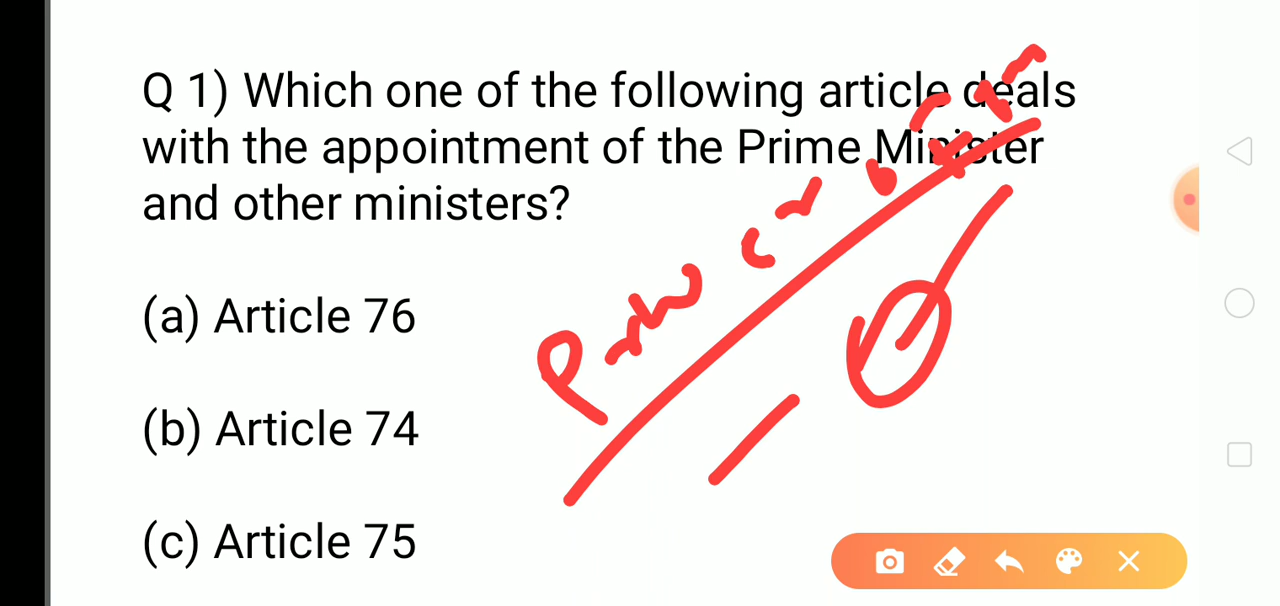 Q 1) Which one of the following article deals
with the appointment of the Prime Minister
and other ministers?
(a) Article 76
(b) Article 74
(c) Article 75